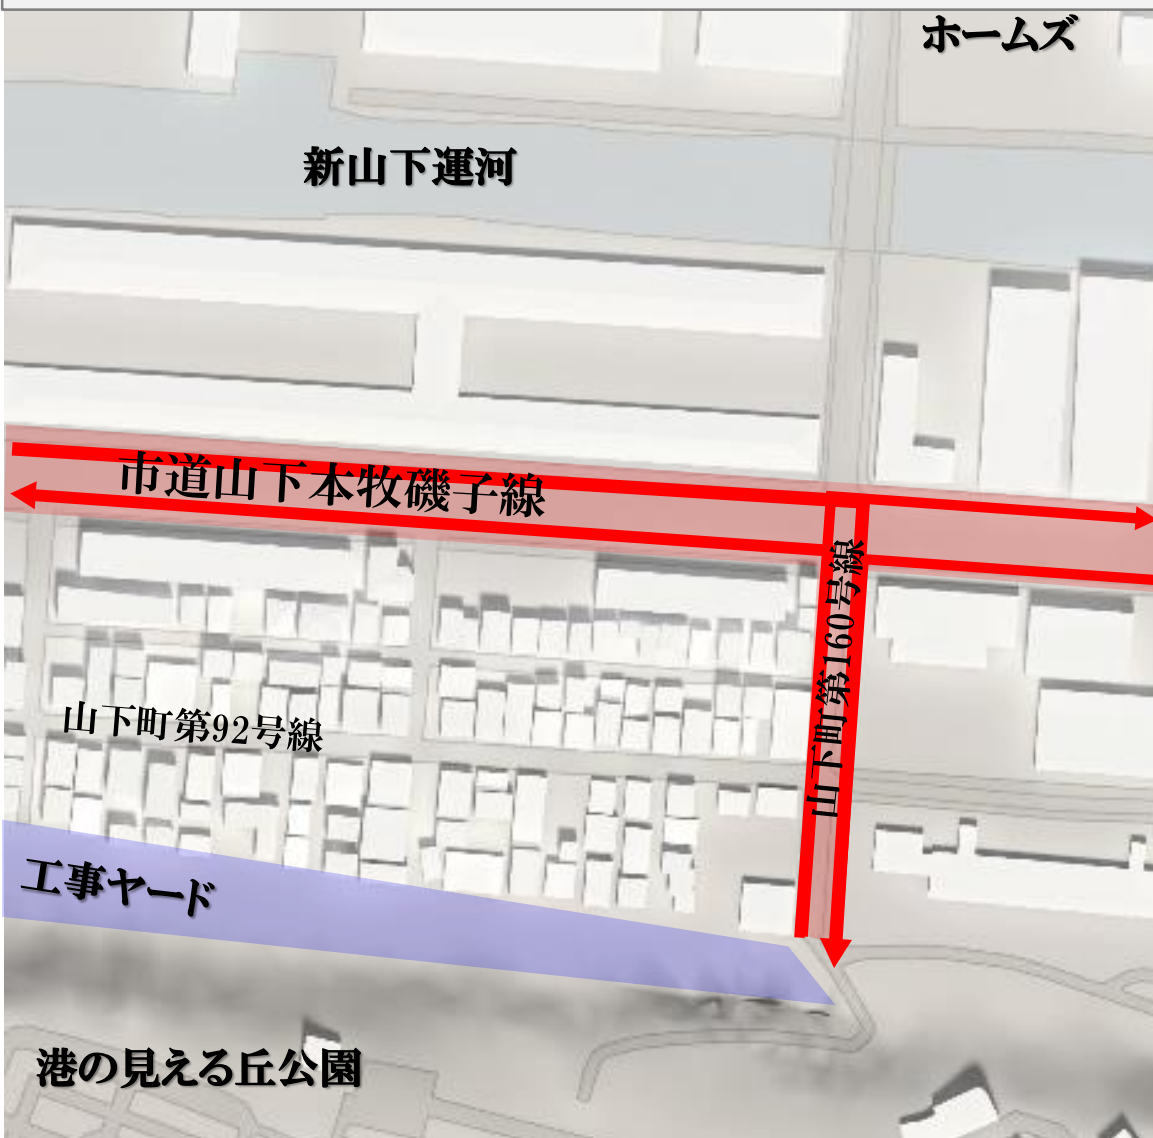 ホームズ
新山下運河
市道山下本牧磯子線
山下町第160号線
山下町第92号線
工事ヤード
港の見える丘公園